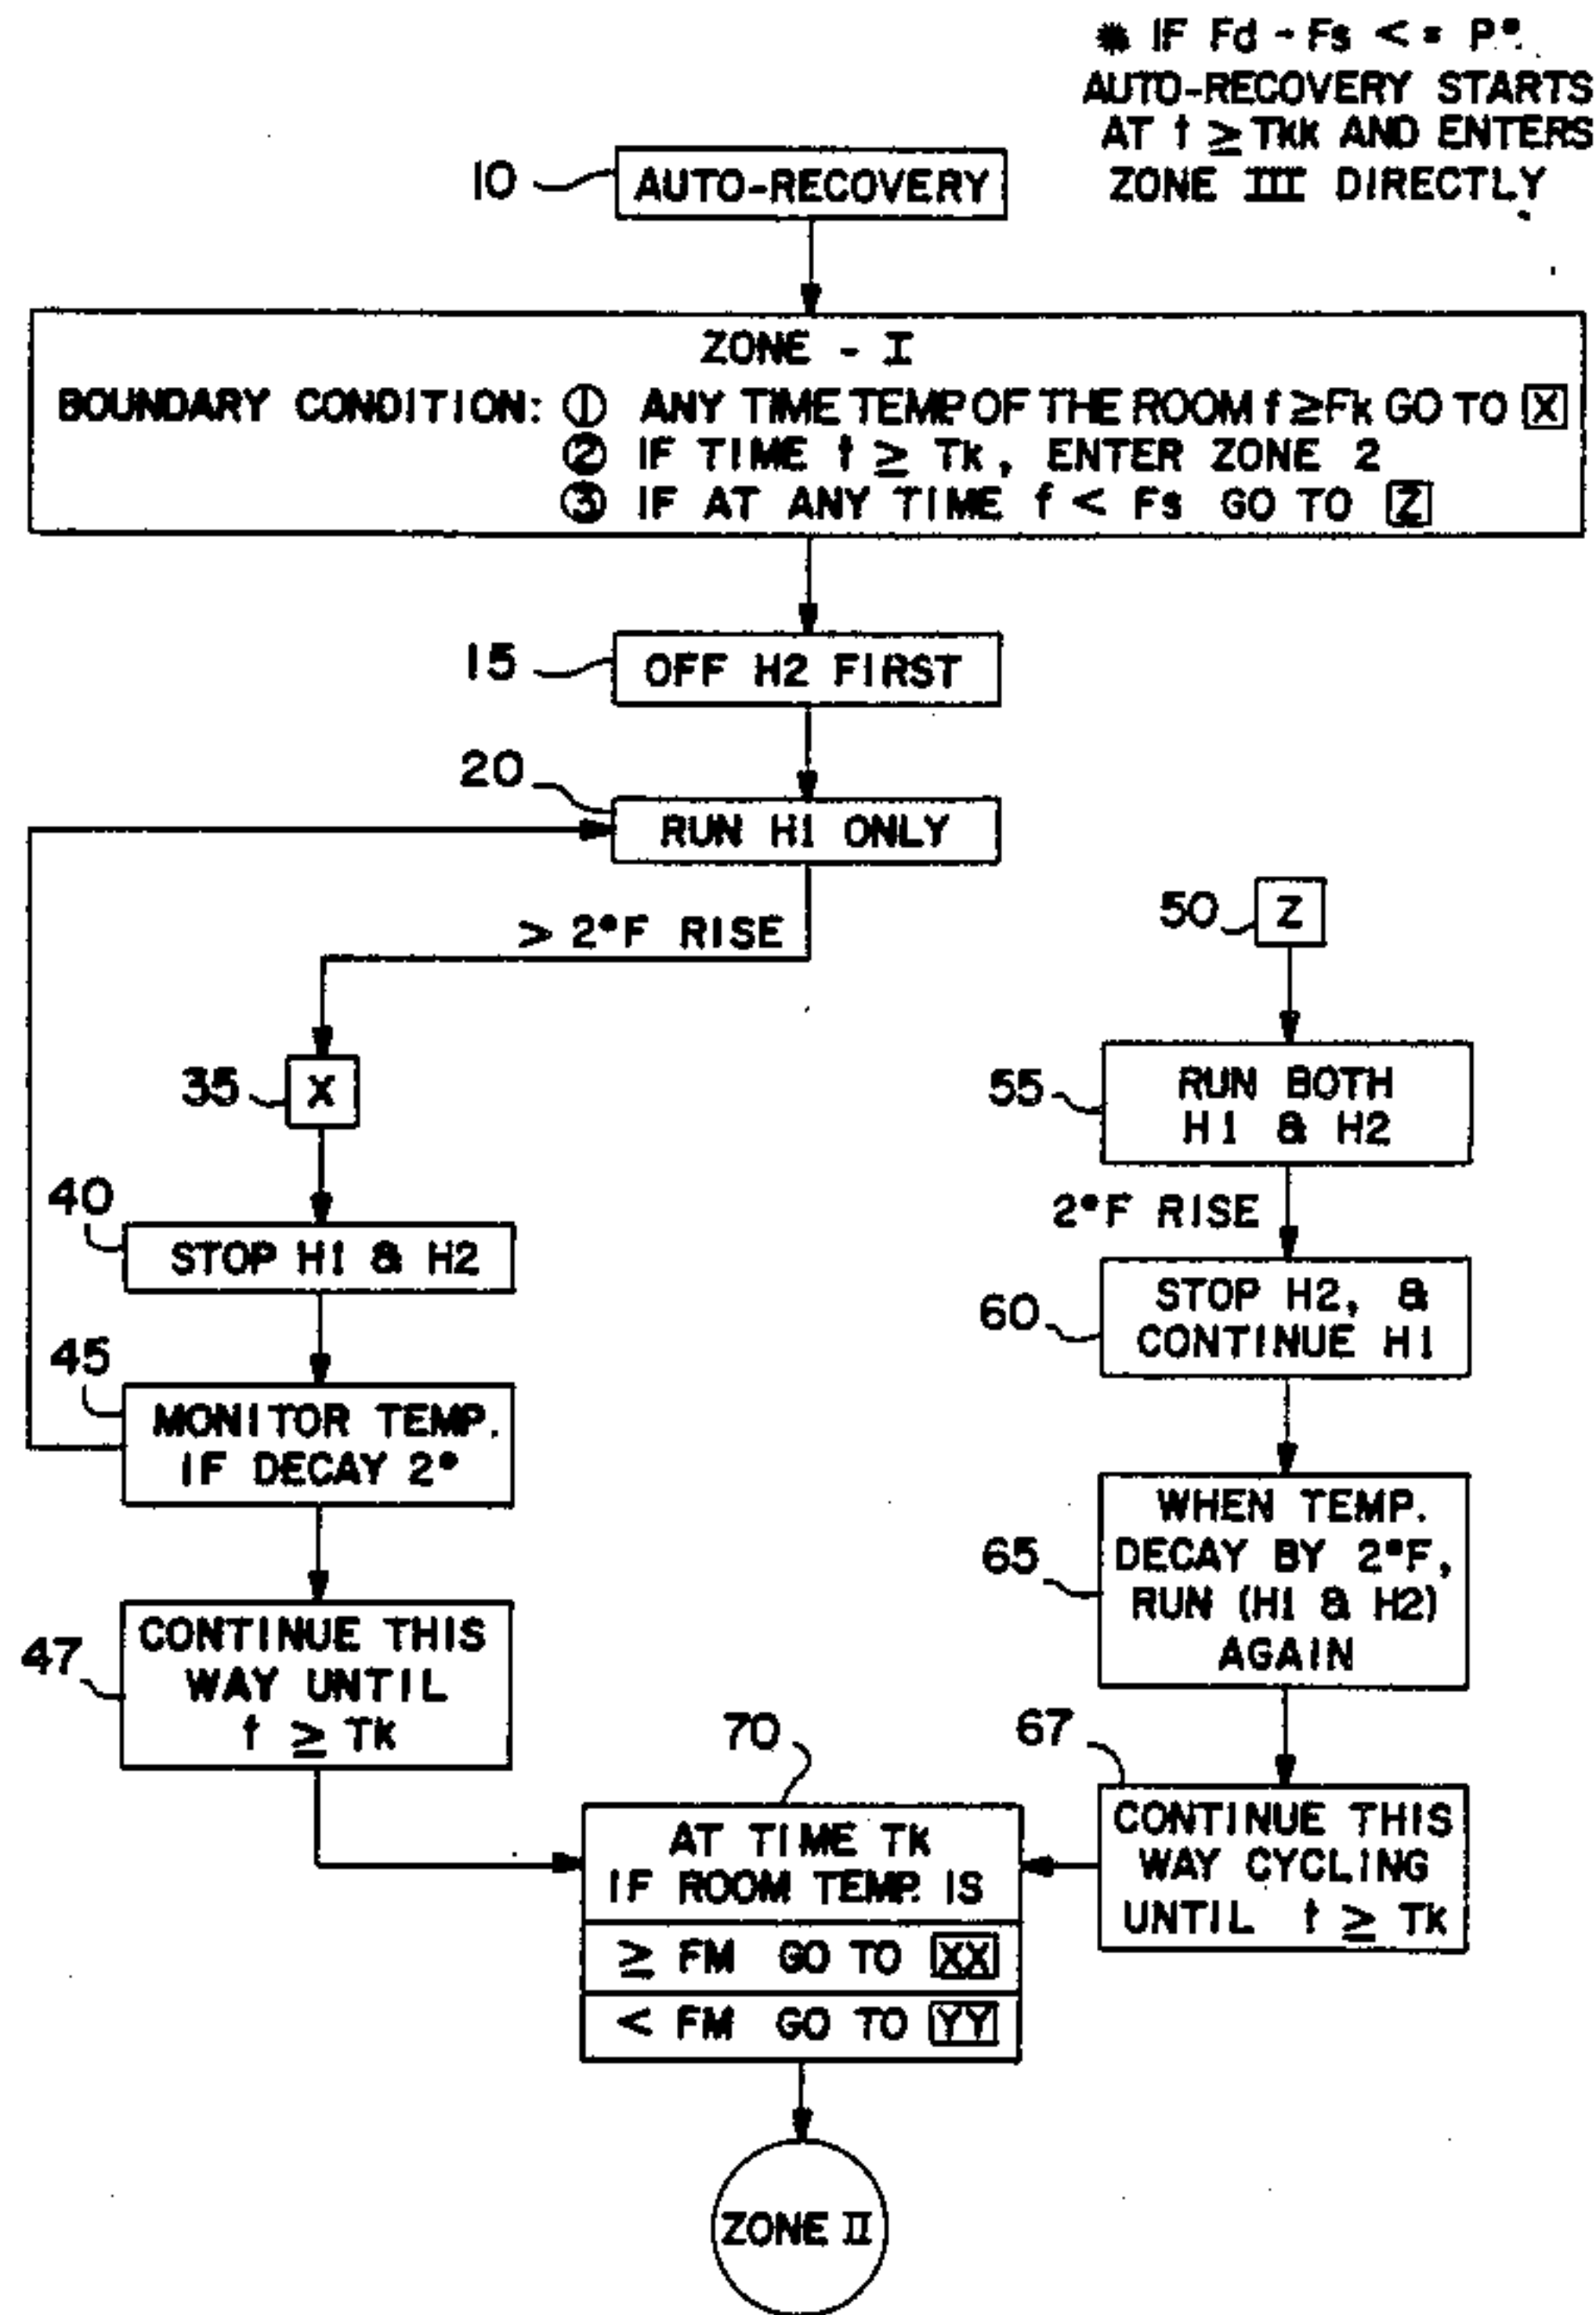 * IF Fd - Fs <= P°
AUTO-RECOVERY STARTS
AT t ≥ TKK AND ENTERS
ZONE III DIRECTLY
10
AUTO-RECOVERY
ZONE - I
BOUNDARY CONDITION: ① ANY TIME TEMP OF THE ROOM f ≥ Fk GO TO X
② IF TIME t ≥ Tk, ENTER ZONE 2
③ IF AT ANY TIME f < Fs GO TO Z
15
OFF H2 FIRST
20
RUN H1 ONLY
> 2°F RISE
35
X
40
STOP H1 & H2
45
MONITOR TEMP.
IF DECAY 2°
47
CONTINUE THIS
WAY UNTIL
t ≥ TK
50
Z
55
RUN BOTH
H1 & H2
2°F RISE
60
STOP H2, &
CONTINUE H1
65
WHEN TEMP.
DECAY BY 2°F,
RUN (H1 & H2)
AGAIN
67
CONTINUE THIS
WAY CYCLING
UNTIL t ≥ TK
70
AT TIME TK
IF ROOM TEMP. IS
≥ FM GO TO XX
< FM GO TO YY
ZONE II